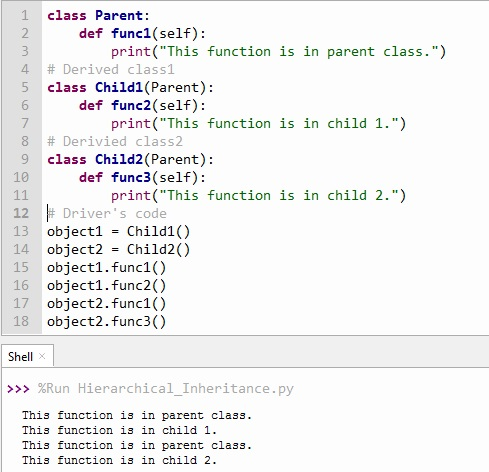 1 class Parent:
2     def func1(self):
3         print("This function is in parent class.")
4 # Derived class1
5 class Child1(Parent):
6     def func2(self):
7         print("This function is in child 1.")
8 # Derivied class2
9 class Child2(Parent):
10     def func3(self):
11         print("This function is in child 2.")
12 # Driver's code
13 object1 = Child1()
14 object2 = Child2()
15 object1.func1()
16 object1.func2()
17 object2.func1()
18 object2.func3()
Shell ×
>>> %Run Hierarchical_Inheritance.py
This function is in parent class.
This function is in child 1.
This function is in parent class.
This function is in child 2.